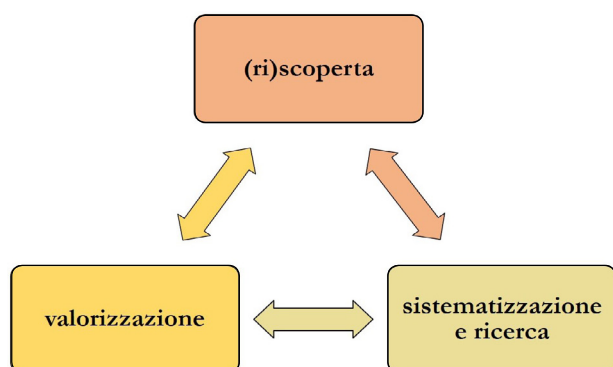 (ri)scoperta
valorizzazione
sistematizzazione
e ricerca